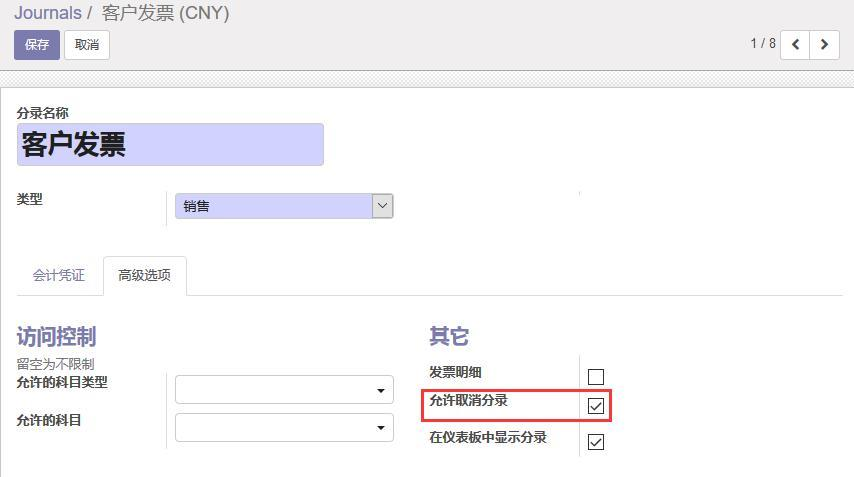 Journals / 客户发票 (CNY)
保存 取消 1 / 8
分录名称
客户发票
类型 销售
会计凭证 高级选项
访问控制 其它
留空为不限制
允许的科目类型 发票明细
允许取消分录
允许的科目 在仪表板中显示分录